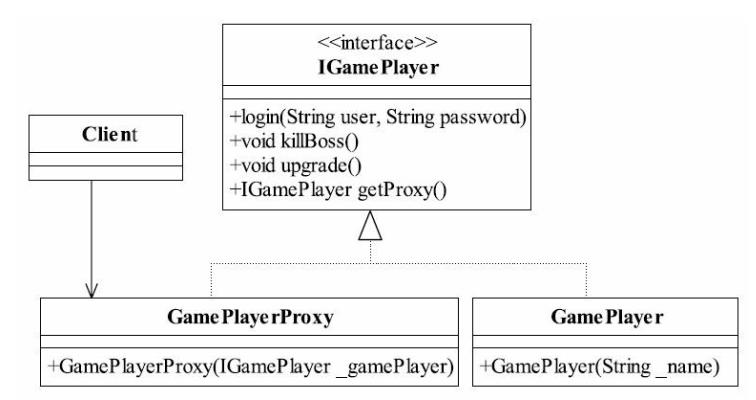 <<interface>>
IGamePlayer
+login(String user, String password)
+void killBoss()
+void upgrade()
+IGamePlayer getProxy()
Client
GamePlayerProxy
+GamePlayerProxy(IGamePlayer _gamePlayer)
GamePlayer
+GamePlayer(String _name)